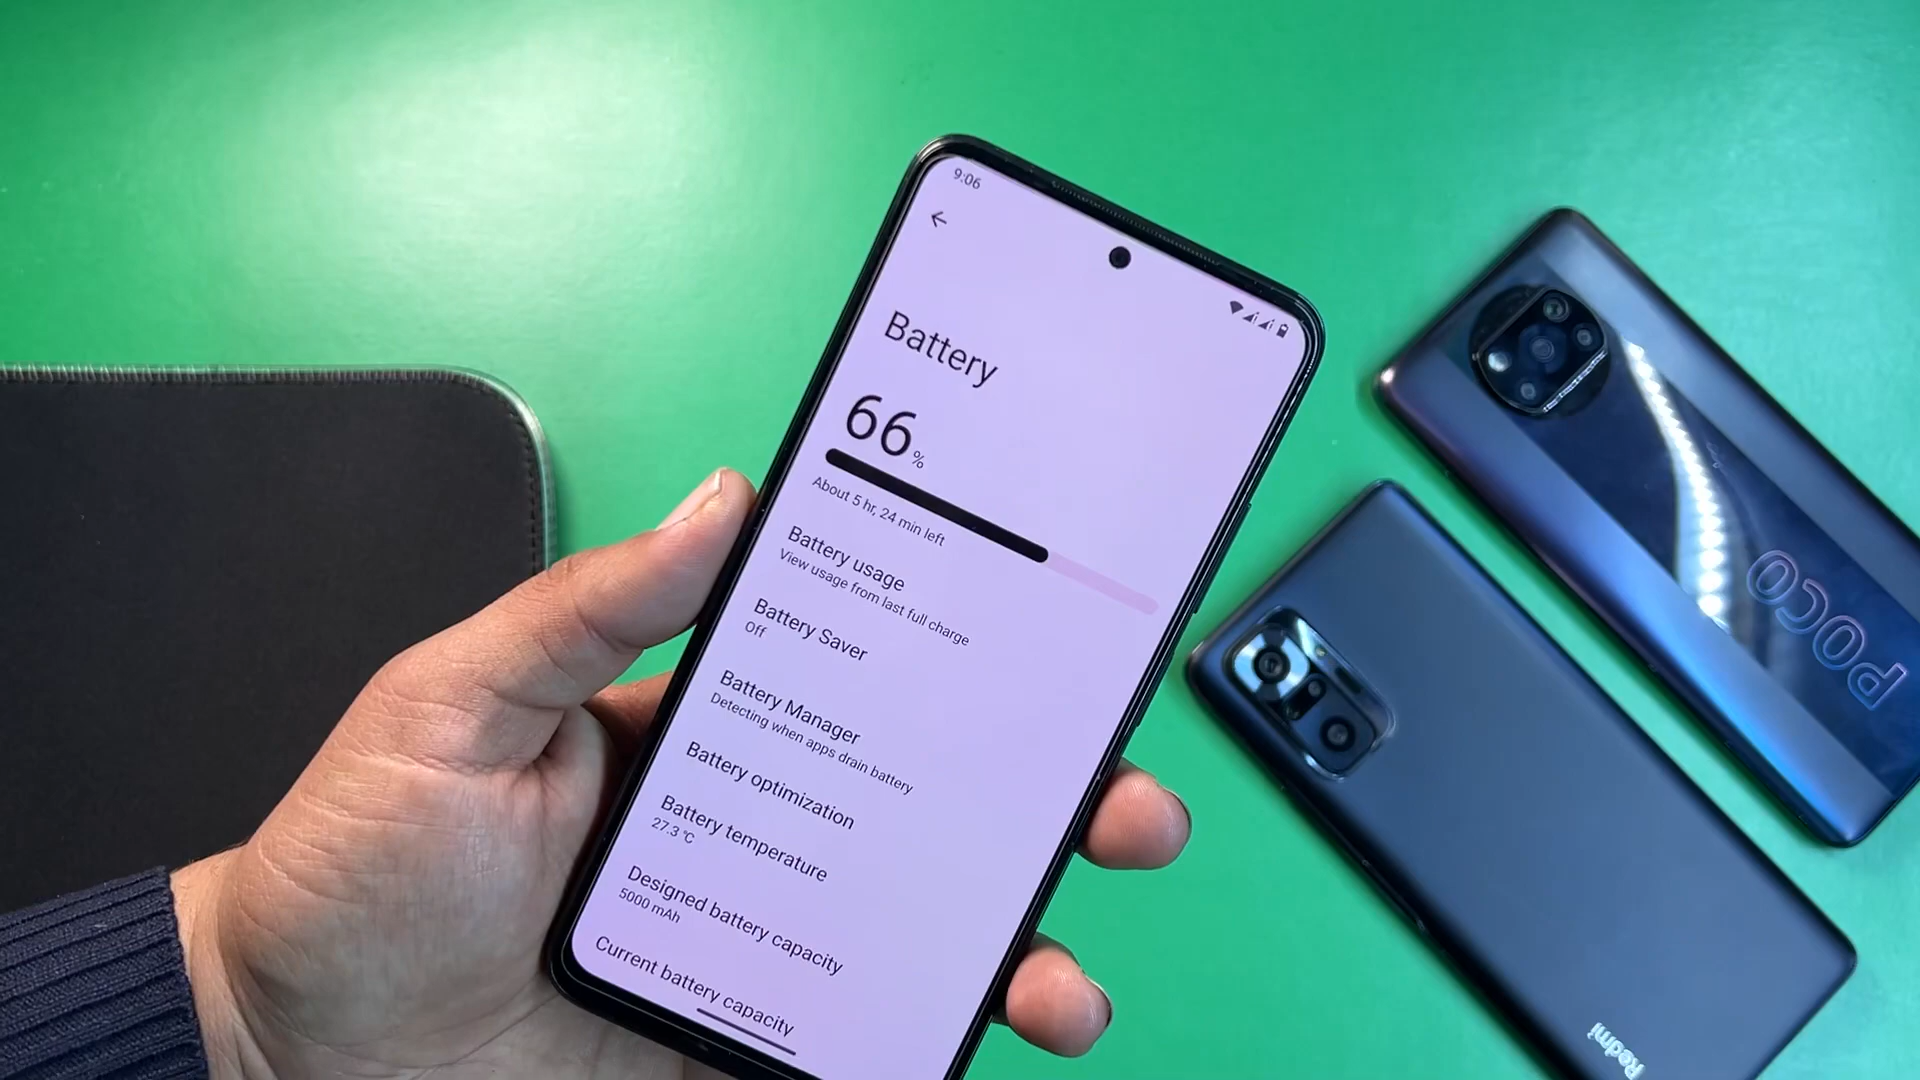 9:06
Battery
66%
About 5 hr, 24 min left
Battery usage
View usage from last full charge
Battery Saver
Off
Battery Manager
Detecting when apps drain battery
Battery optimization
Battery temperature
27.3 °C
Designed battery capacity
5000 mAh
Current battery capacity
POCO
Redmi